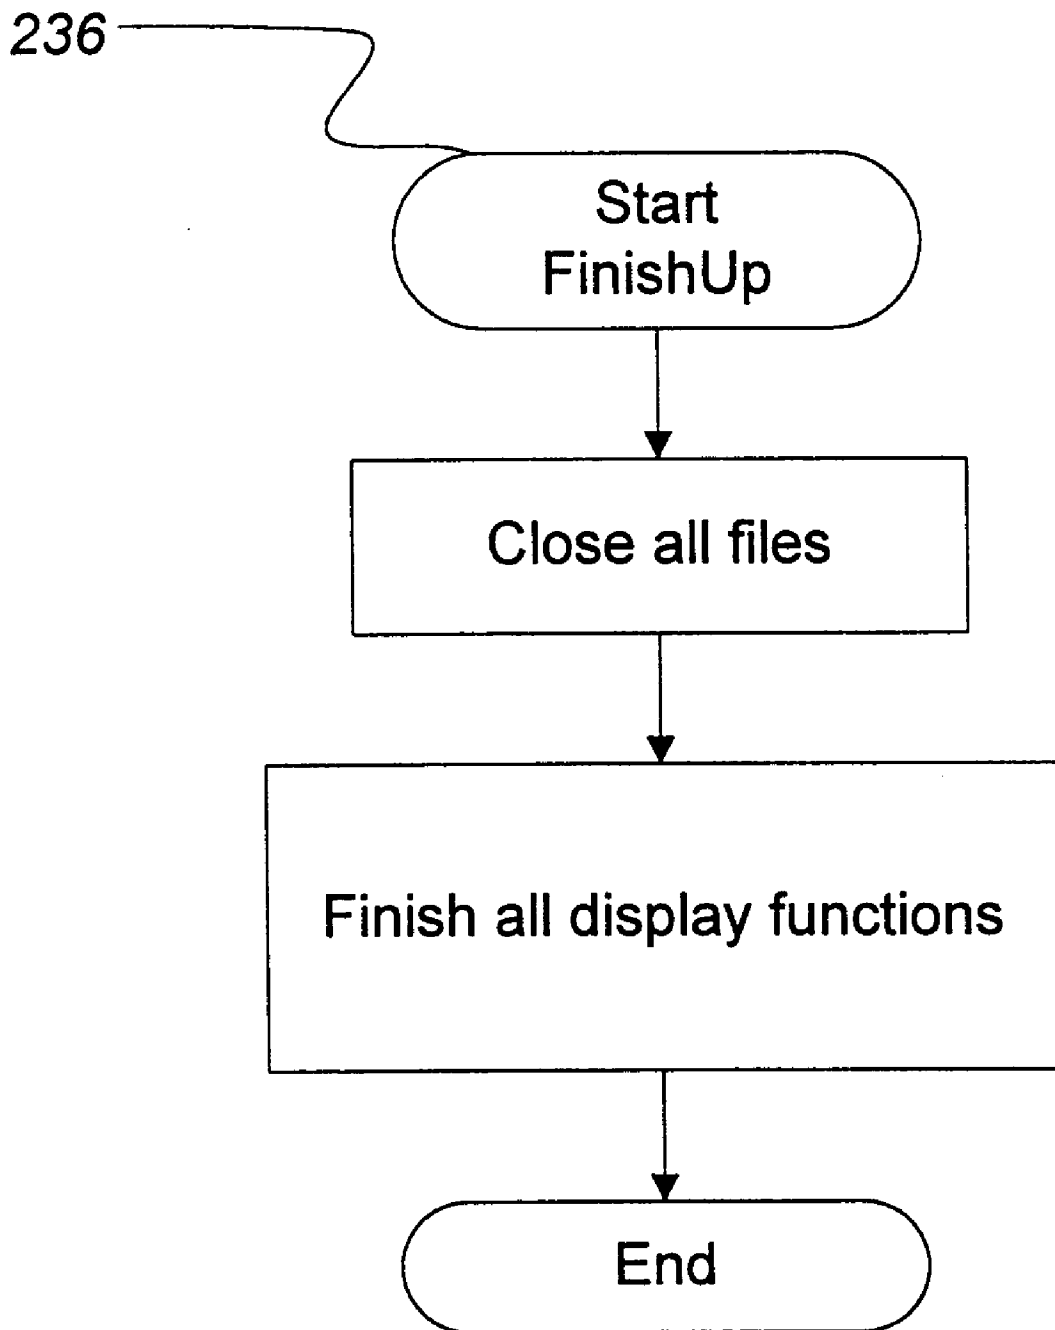 236
Start
FinishUp
Close all files
Finish all display functions
End